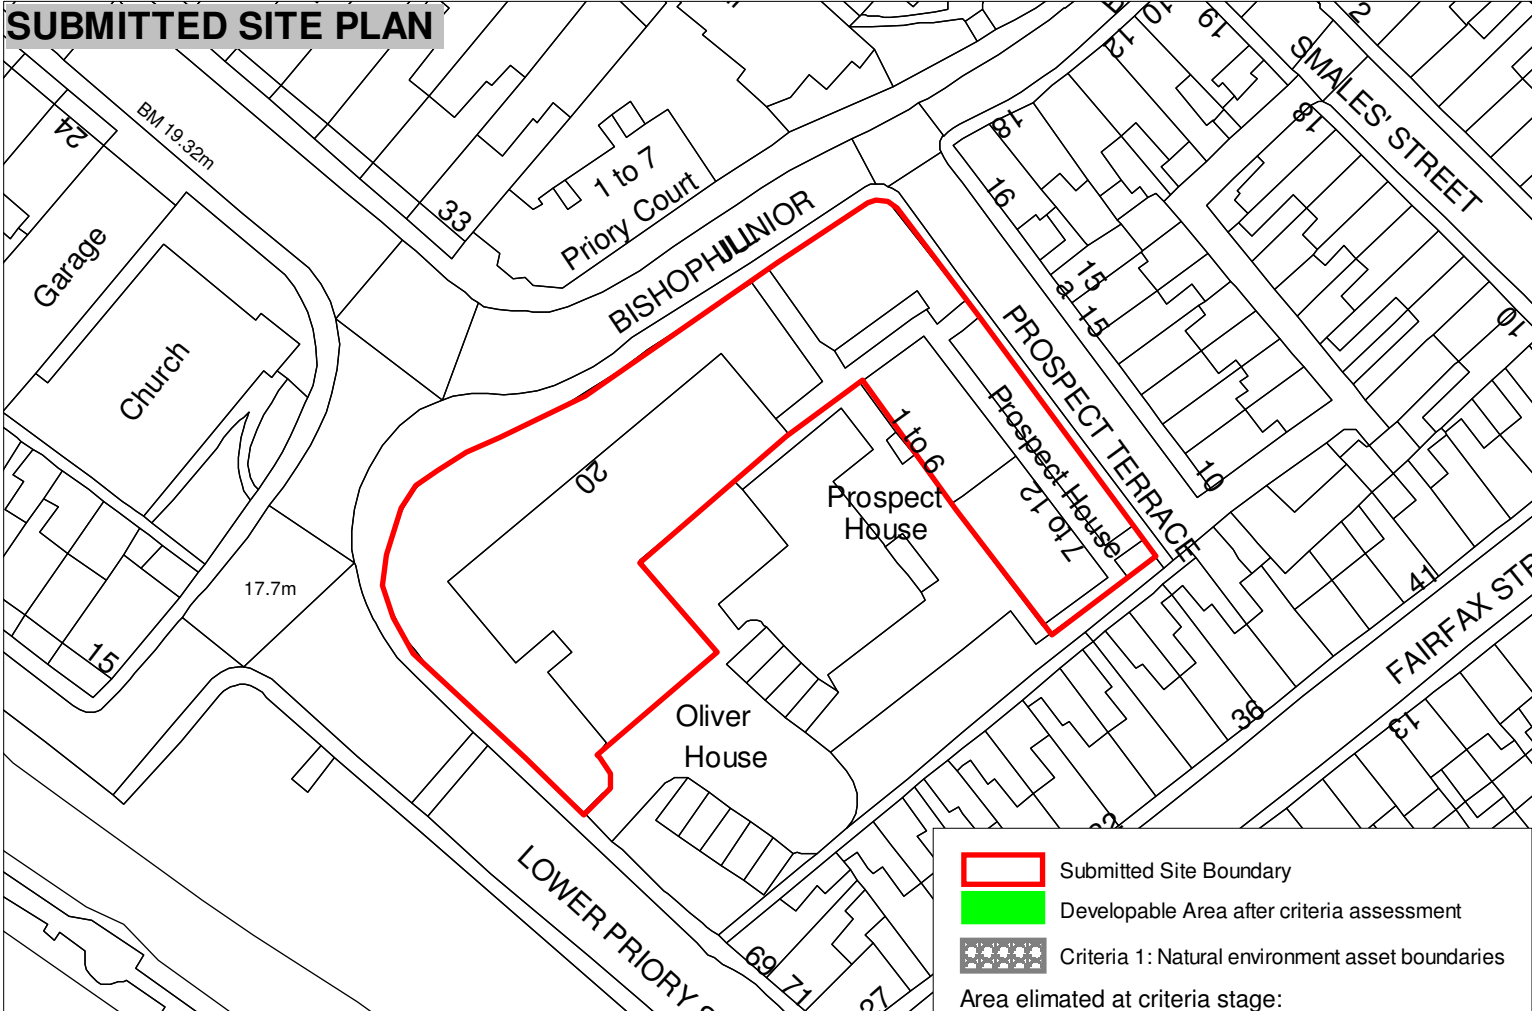 SUBMITTED SITE PLAN
2
19
10
12
SMALES' STREET
24
BM 19.32m
18
18
1 to 7
Priory Court
33
16
Garage
BISHOPHILL
JUNIOR
15
a
15
10
PROSPECT TERRACE
Church
1 to 6
Prospect House
7 to 12
10
20
Prospect
House
17.7m
41
FAIRFAX STR
15
36
13
Oliver
House
LOWER PRIORY S
69
71
27
Submitted Site Boundary
Developable Area after criteria assessment
Criteria 1: Natural environment asset boundaries
Area elimated at criteria stage: